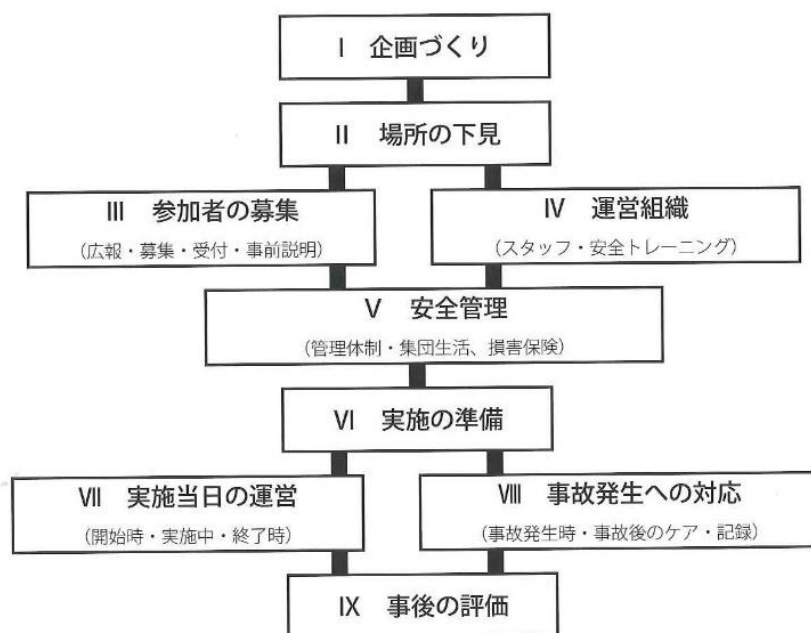 Ⅰ 企画づくり
Ⅱ 場所の下見
Ⅲ 参加者の募集
(広報・募集・受付・事前説明)
Ⅳ 運営組織
(スタッフ・安全トレーニング)
Ⅴ 安全管理
(管理体制・集団生活、損害保険)
Ⅵ 実施の準備
Ⅶ 実施当日の運営
(開始時・実施中・終了時)
Ⅷ 事故発生への対応
(事故発生時・事故後のケア・記録)
Ⅸ 事後の評価